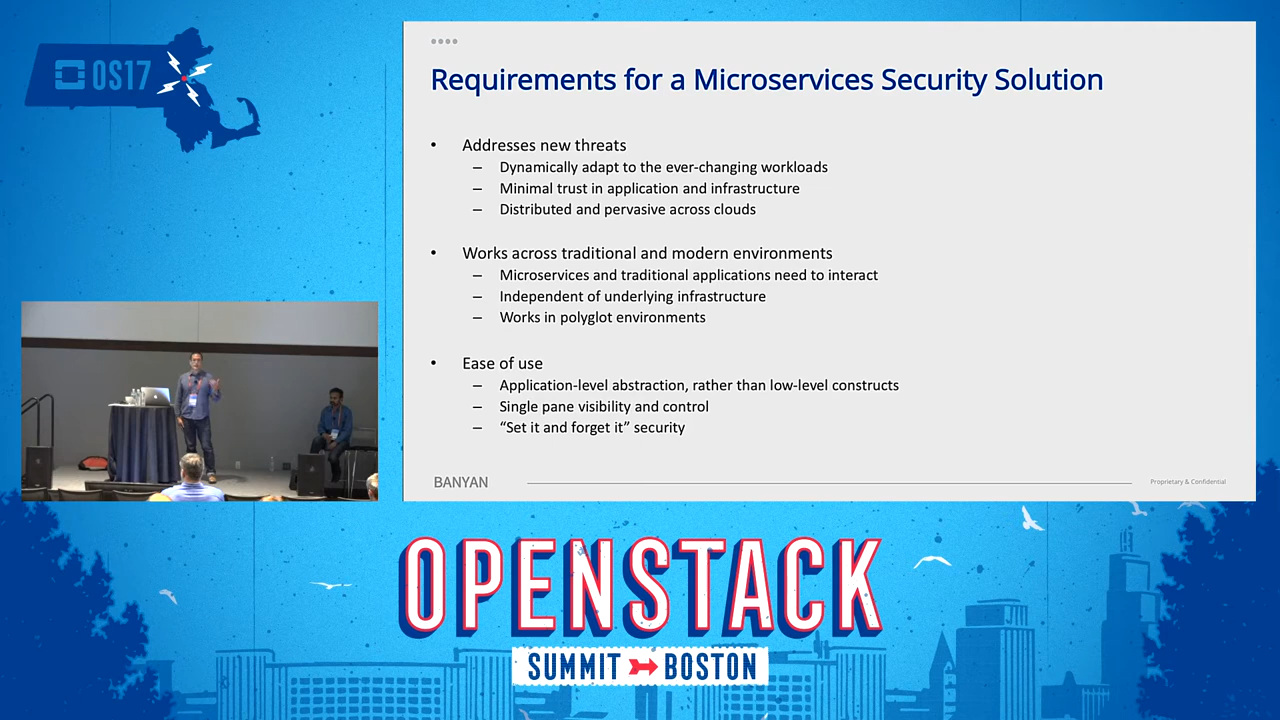 OS17
Requirements for a Microservices Security Solution
• Addresses new threats
– Dynamically adapt to the ever-changing workloads
– Minimal trust in application and infrastructure
– Distributed and pervasive across clouds
• Works across traditional and modern environments
– Microservices and traditional applications need to interact
– Independent of underlying infrastructure
– Works in polyglot environments
• Ease of use
– Application-level abstraction, rather than low-level constructs
– Single pane visibility and control
– “Set it and forget it” security
BANYAN
Proprietary & Confidential
OPENSTACK
SUMMIT BOSTON